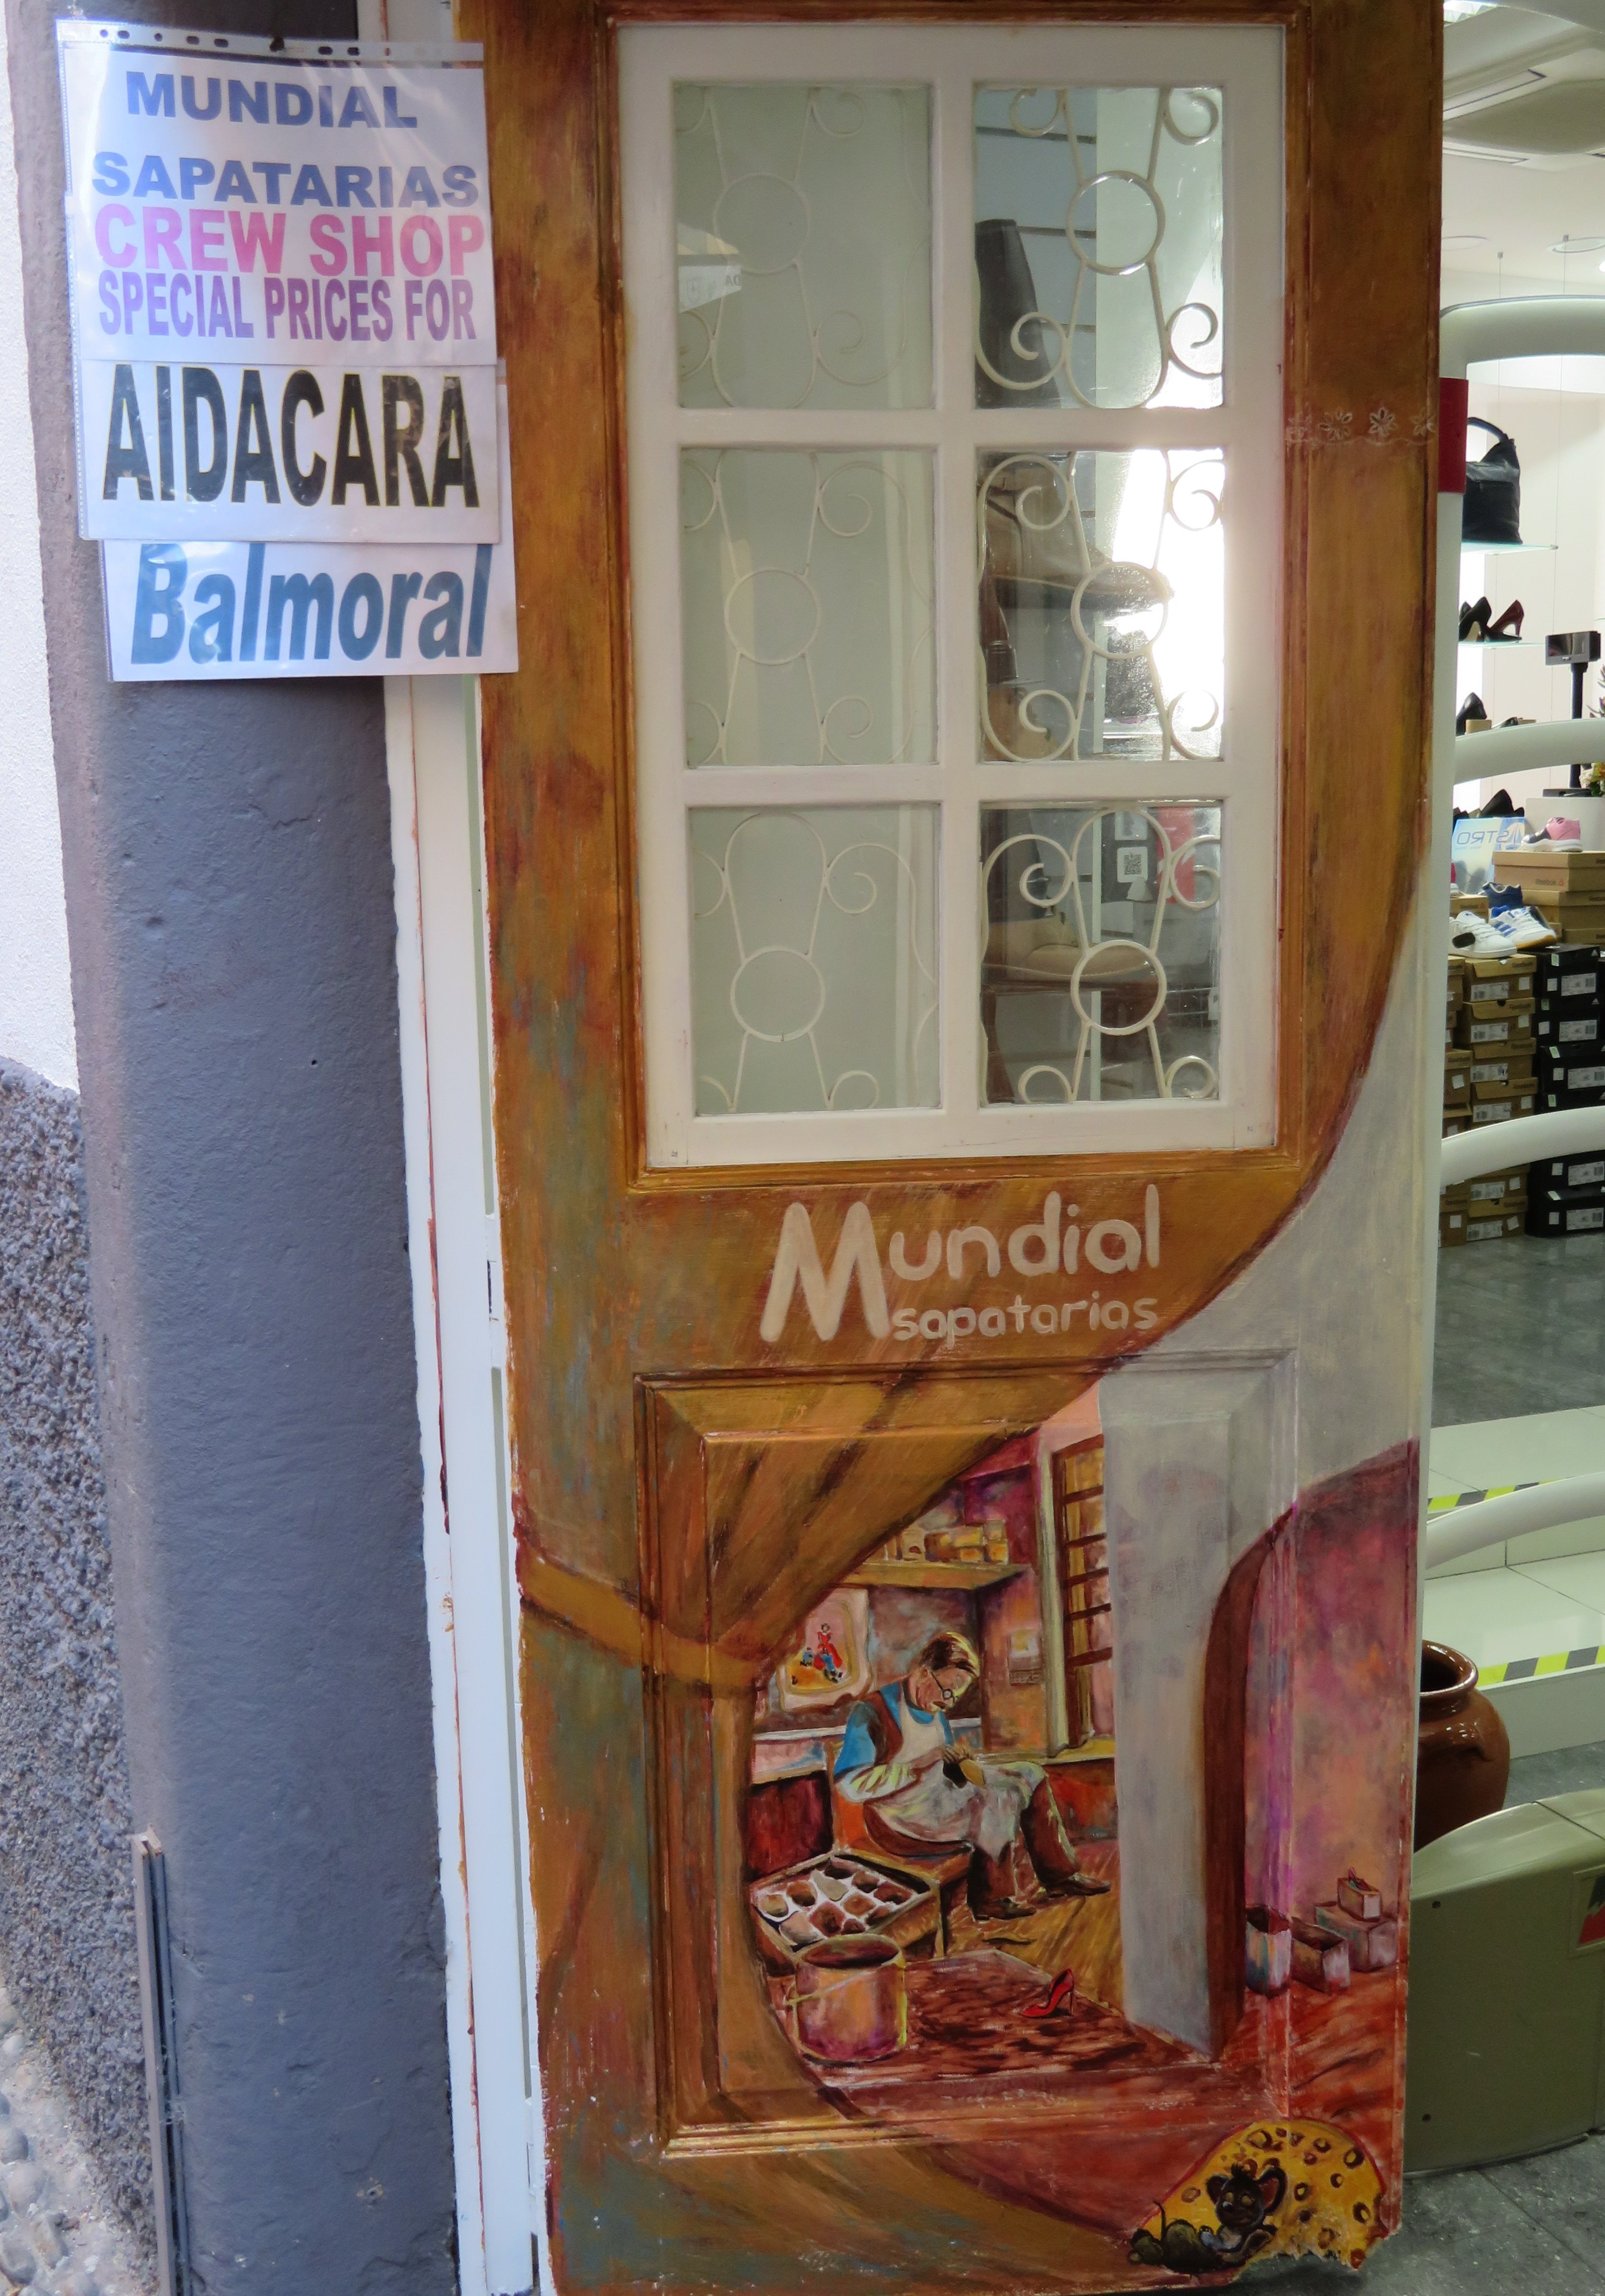 MUNDIAL
SAPATARIAS
CREW SHOP
SPECIAL PRICES FOR
AIDACARA
Balmoral
Mundial
sapatarias